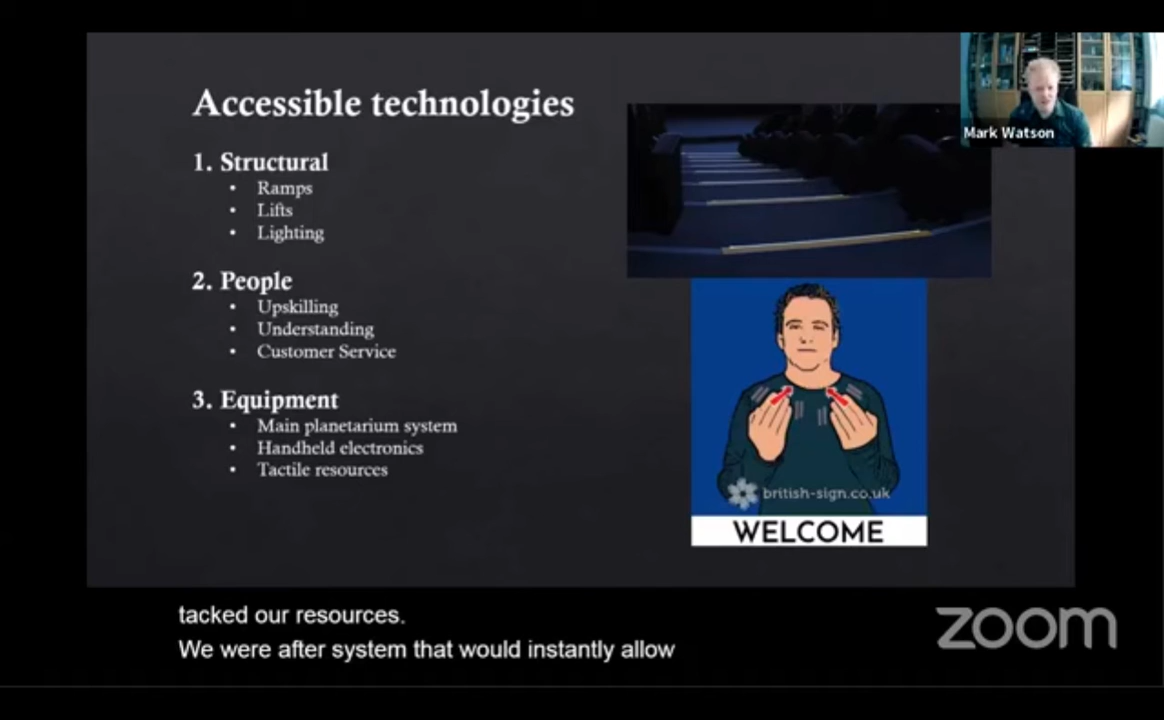 Accessible technologies
Mark Watson
1. Structural
• Ramps
• Lifts
• Lighting
2. People
• Upskilling
• Understanding
• Customer Service
3. Equipment
• Main planetarium system
• Handheld electronics
• Tactile resources
british-sign.co.uk
WELCOME
tacked our resources.
We were after system that would instantly allow
zoom